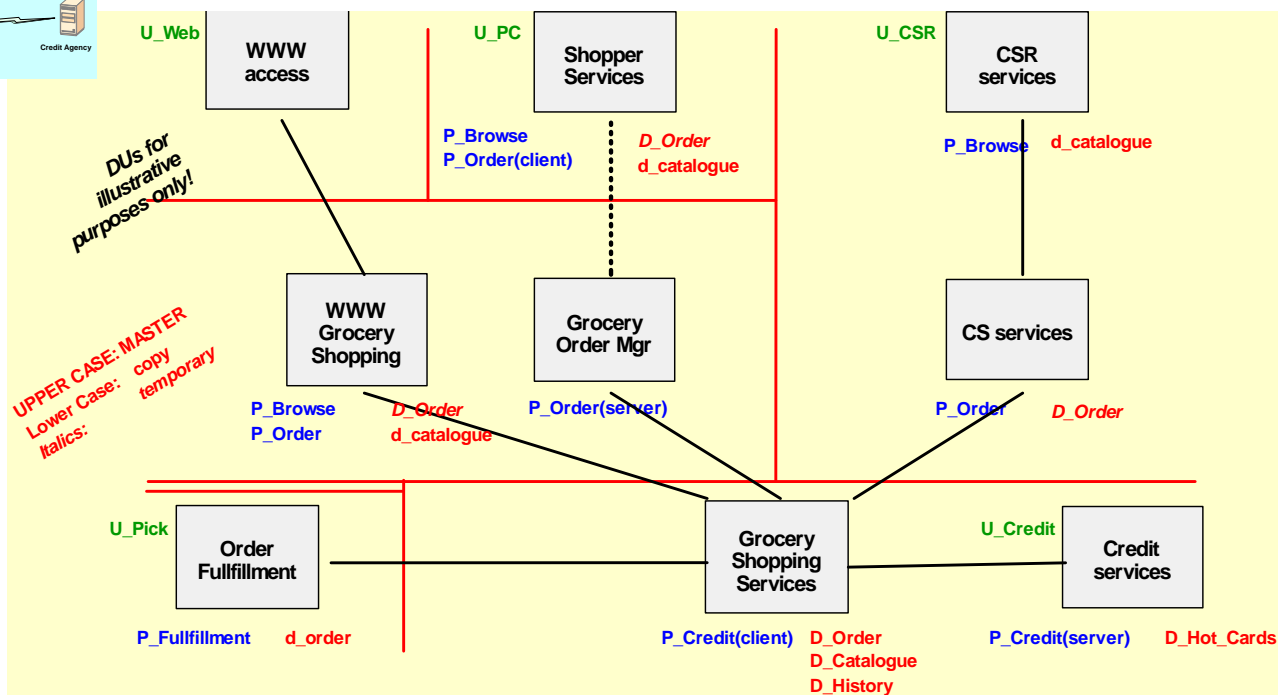 Credit Agency
U_Web
WWW
access
U_PC
Shopper
Services
U_CSR
CSR
services
P_Browse
P_Order(client)
D_Order
d_catalogue
P_Browse
d_catalogue
DUs for
illustrative
purposes only!
WWW
Grocery
Shopping
Grocery
Order Mgr
CS services
UPPER CASE: MASTER
Lower Case: copy
Italics: temporary
P_Browse
P_Order
D_Order
d_catalogue
P_Order(server)
P_Order
D_Order
U_Pick
Order
Fullfillment
Grocery
Shopping
Services
U_Credit
Credit
services
P_Fullfillment
d_order
P_Credit(client)
D_Order
D_Catalogue
D_History
P_Credit(server)
D_Hot_Cards